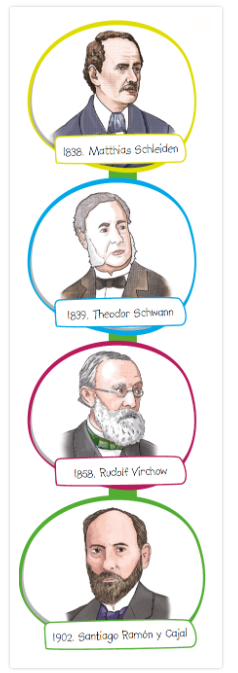 1838. Matthias Schleiden
1839. Theodor Schwann
1858. Rudolf Virchow
1902. Santiago Ramón y Cajal